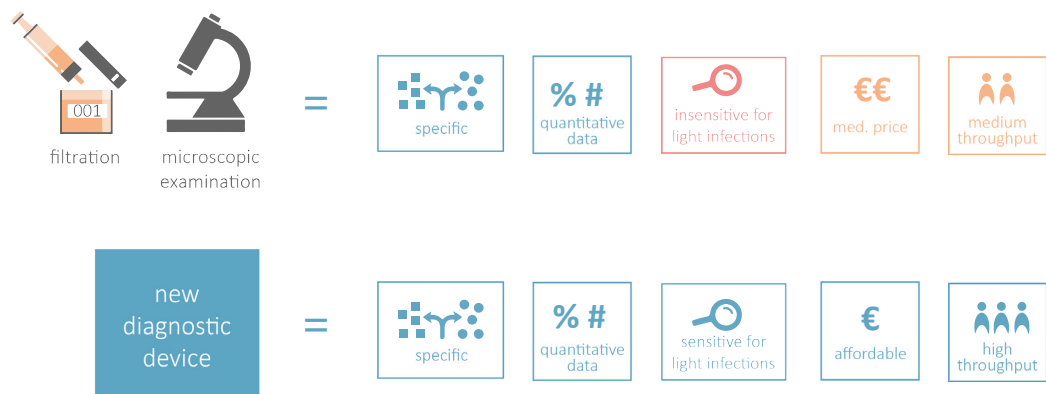 001
filtration
microscopic
examination
=
specific
% #
quantitative
data
insensitive for
light infections
€€
med. price
medium
throughput
new
diagnostic
device
=
specific
% #
quantitative
data
sensitive for
light infections
€
affordable
high
throughput